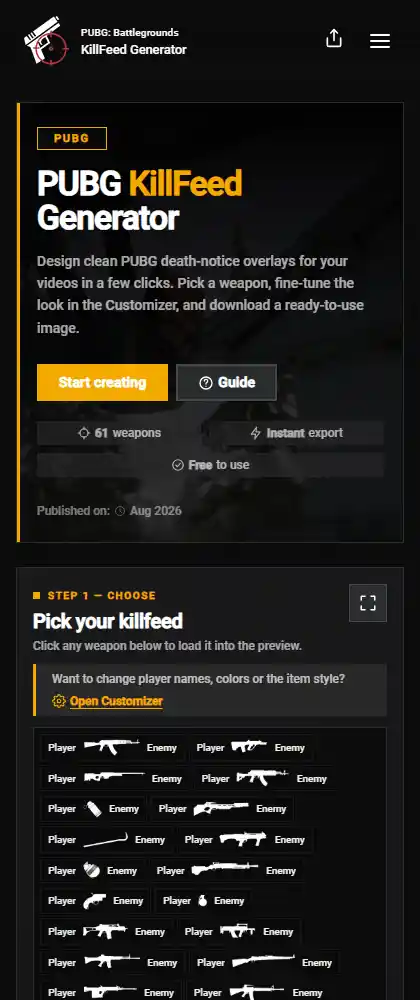 PUBG: Battlegrounds
KillFeed Generator
PUBG
PUBG KillFeed
Generator
Design clean PUBG death-notice overlays for your
videos in a few clicks. Pick a weapon, fine-tune the
look in the Customizer, and download a ready-to-use
image.
Start creating
Guide
61 weapons
Instant export
Free to use
Published on: Aug 2026
STEP 1 — CHOOSE
Pick your killfeed
Click any weapon below to load it into the preview.
Want to change player names, colors or the item style?
Open Customizer
Player Enemy Player Enemy
Player Enemy Player Enemy
Player Enemy Player Enemy
Player Enemy Player Enemy
Player Enemy Player Enemy
Player Enemy Player Enemy
Player Enemy Player Enemy
Player Enemy Player Enemy
Player Enemy Player Enemy